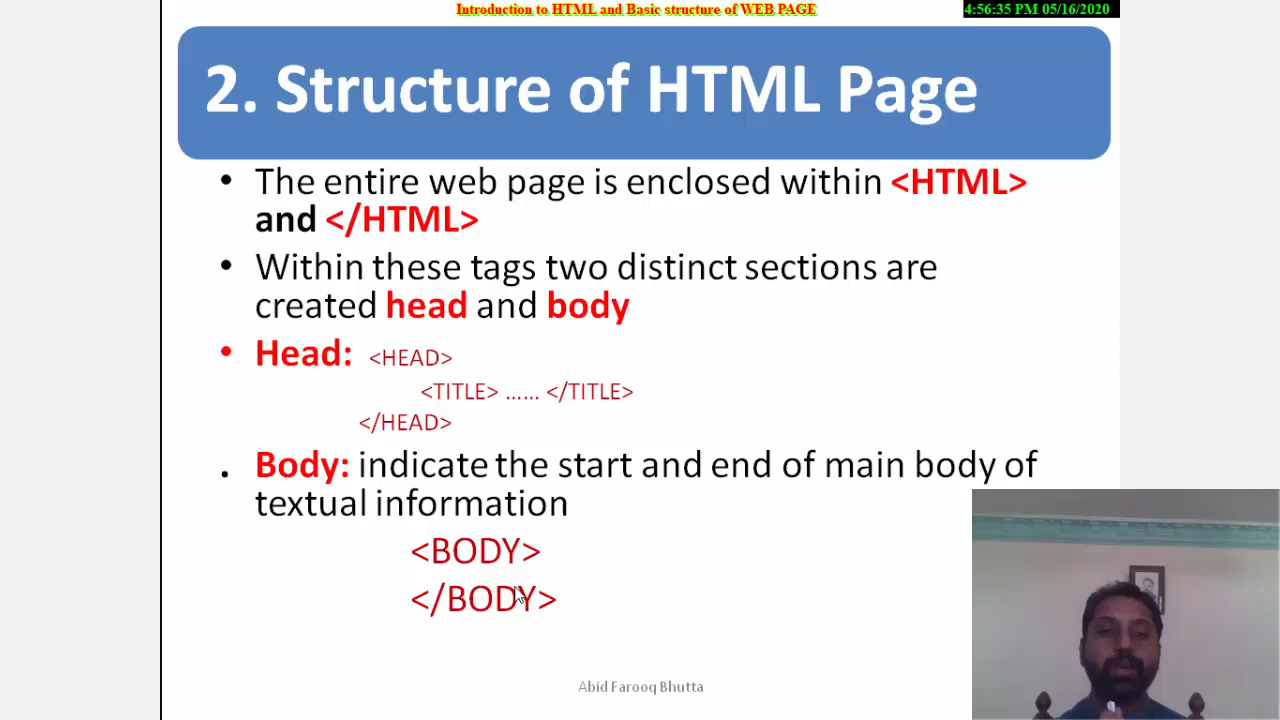 Introduction to HTML and Basic structure of WEB PAGE
4:56:35 PM 05/16/2020
2. Structure of HTML Page
• The entire web page is enclosed within <HTML>
and </HTML>
• Within these tags two distinct sections are
created head and body
• Head: <HEAD>
<TITLE> ...... </TITLE>
</HEAD>
. Body: indicate the start and end of main body of
textual information
<BODY>
</BODY>
Abid Farooq Bhutta